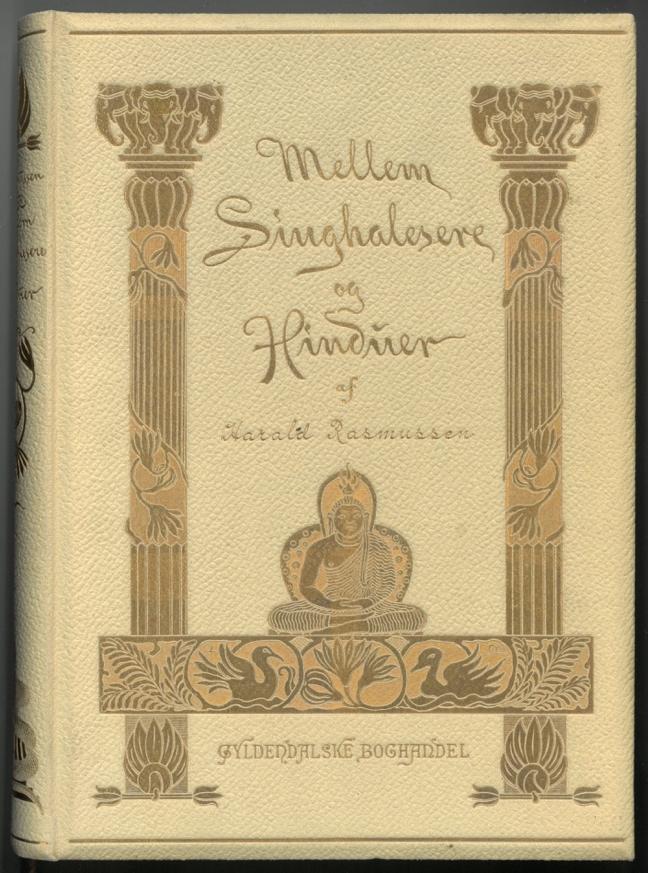 Mellem
Singhalesere
og
Hinduer
af
Harald Rasmussen
GYLDENDALSKE BOGHANDEL